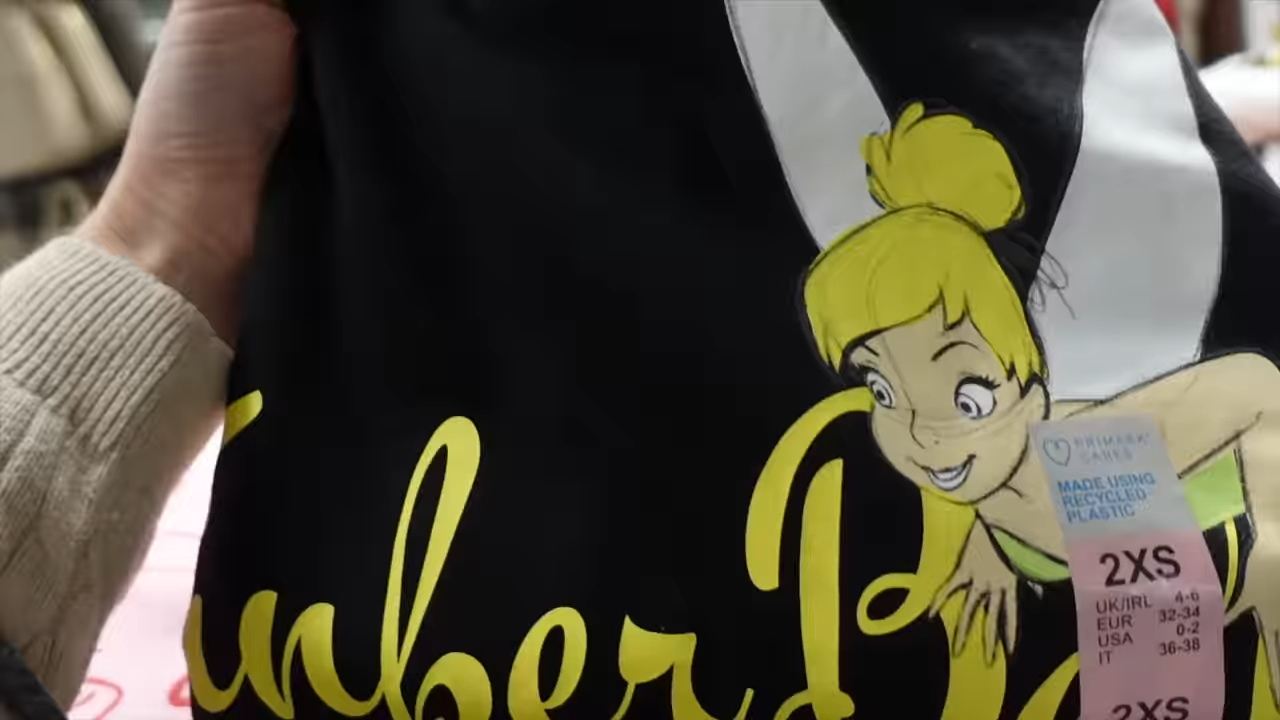 inker B
PRIMARK
CARES
MADE USING
RECYCLED
PLASTIC
2XS
UK/IRL 4-6
EUR 32-34
USA 0-2
IT 36-38
2XS